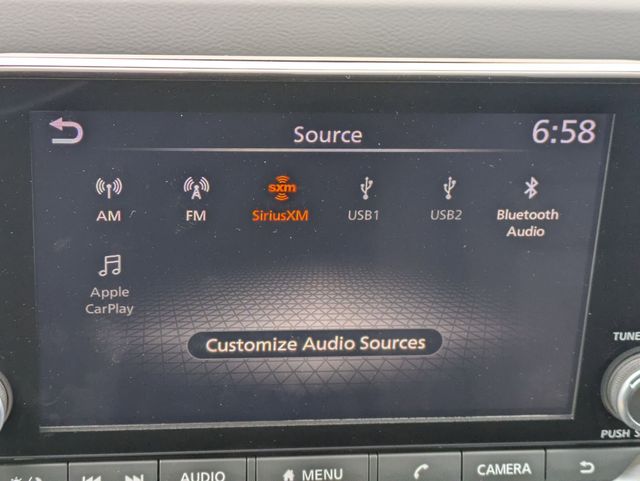 Source
6:58
AM
FM
sxm
SiriusXM
USB1
USB2
Bluetooth
Audio
Apple
CarPlay
Customize Audio Sources
TUNE
PUSH
AUDIO
MENU
CAMERA